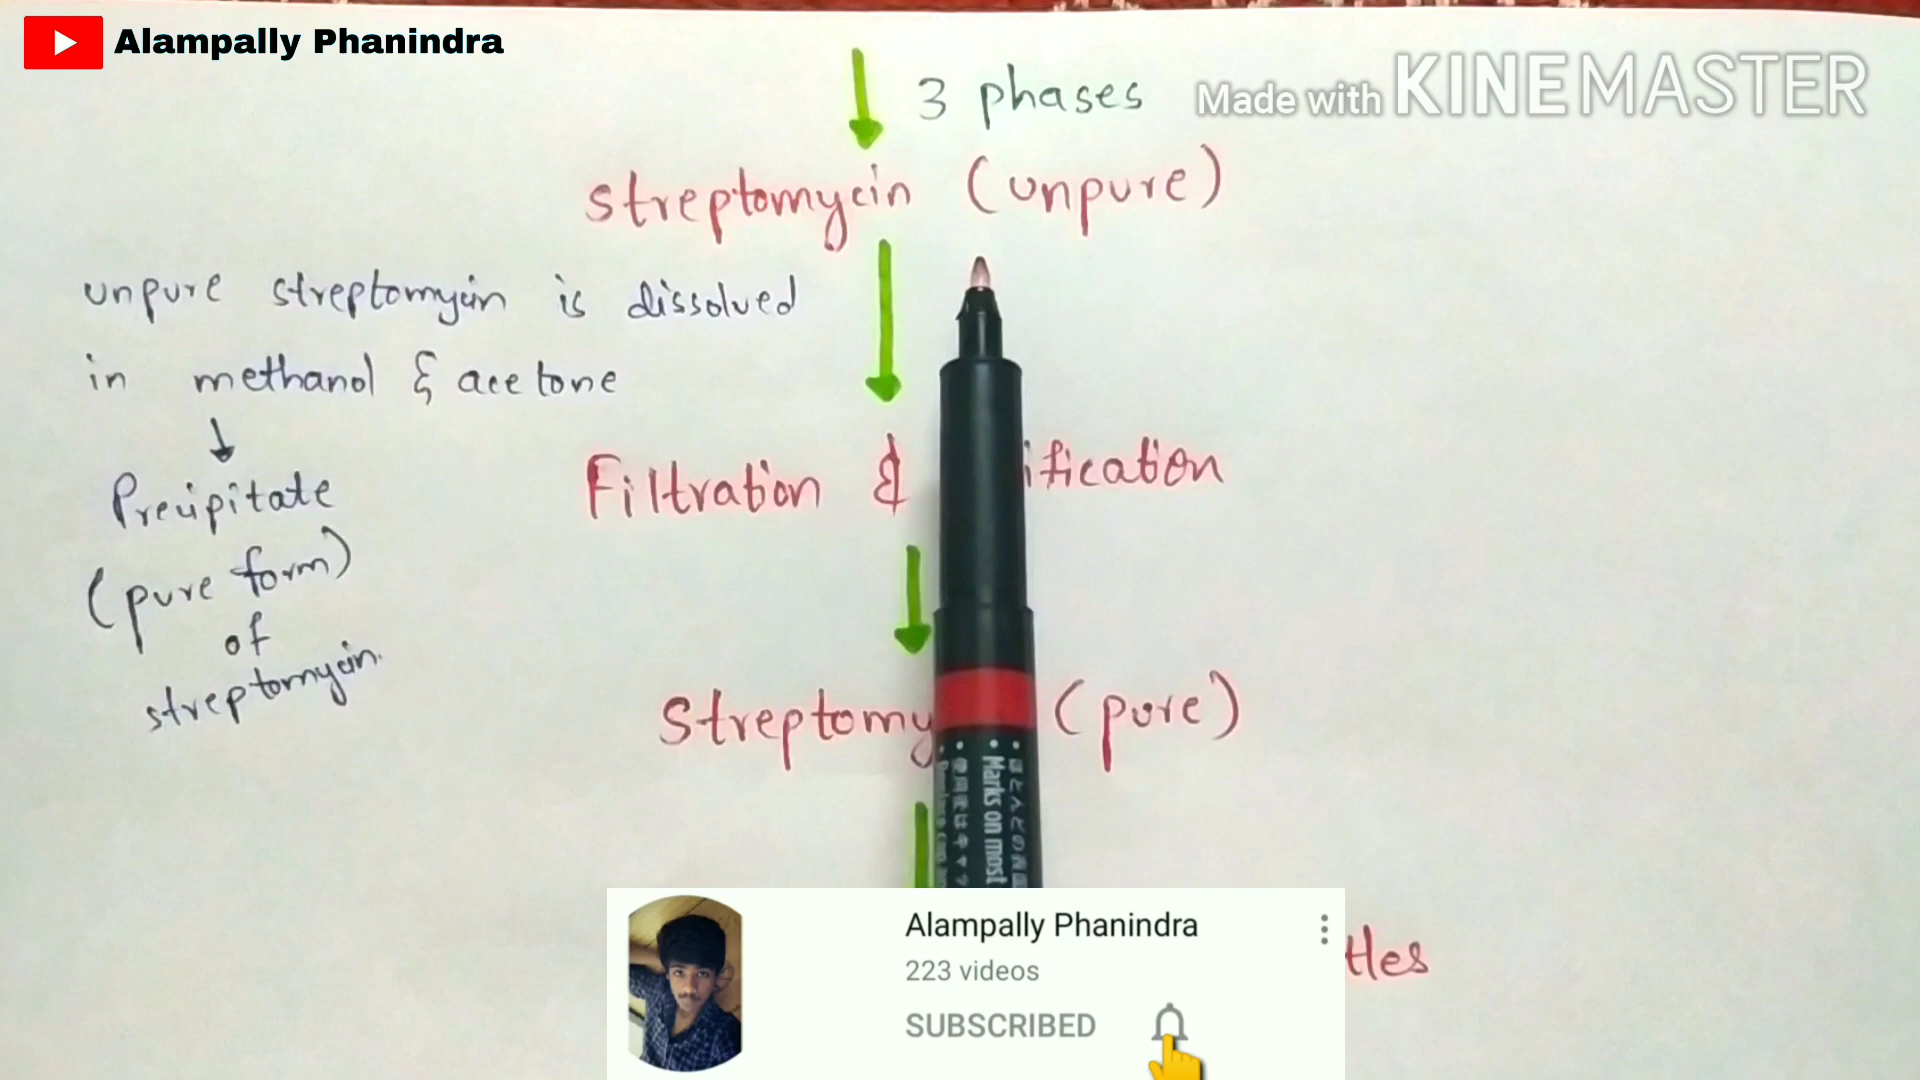 Alampally Phanindra
3 phases
Made with KINEMASTER
streptomycin (unpure)
unpure streptomycin is dissolved
in methanol & acetone
Precipitate
(pure form)
of
streptomycin.
Filtration & ification
Streptomy (pure)
Marks on most
ttles
Alampally Phanindra
223 videos
SUBSCRIBED